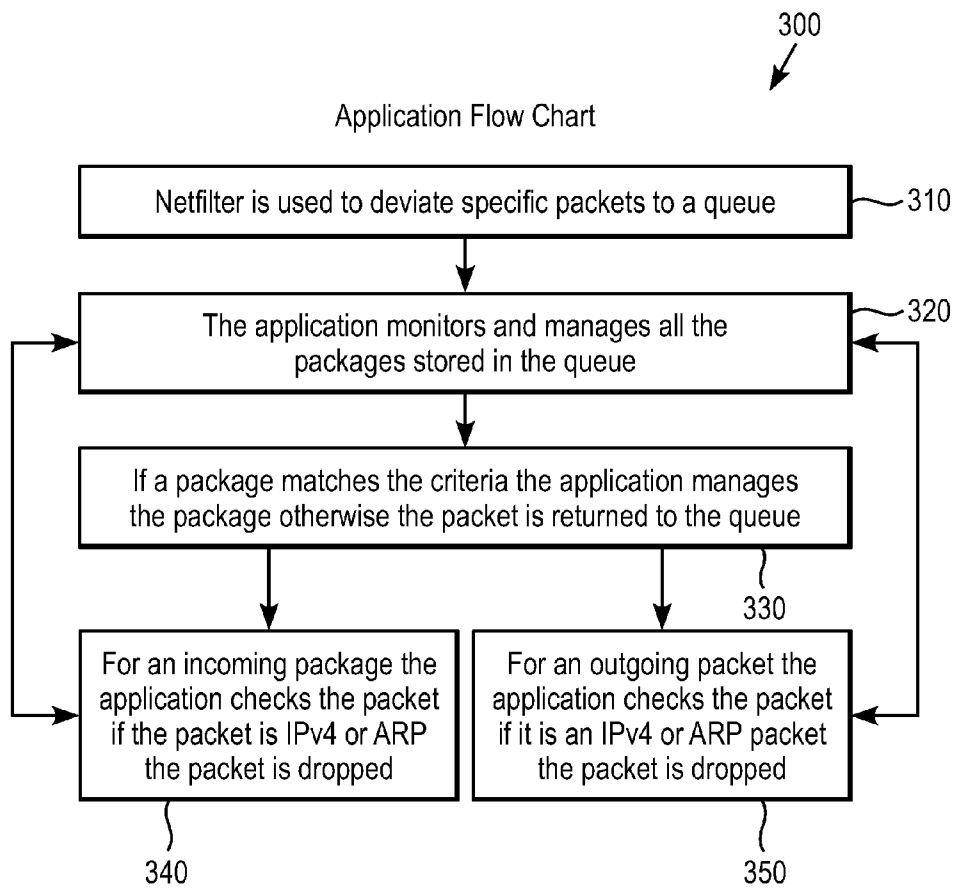 300
Application Flow Chart
Netfilter is used to deviate specific packets to a queue
310
The application monitors and manages all the
packages stored in the queue
320
If a package matches the criteria the application manages
the package otherwise the packet is returned to the queue
330
For an incoming package the
application checks the packet
if the packet is IPv4 or ARP
the packet is dropped
340
For an outgoing packet the
application checks the packet
if it is an IPv4 or ARP packet
the packet is dropped
350